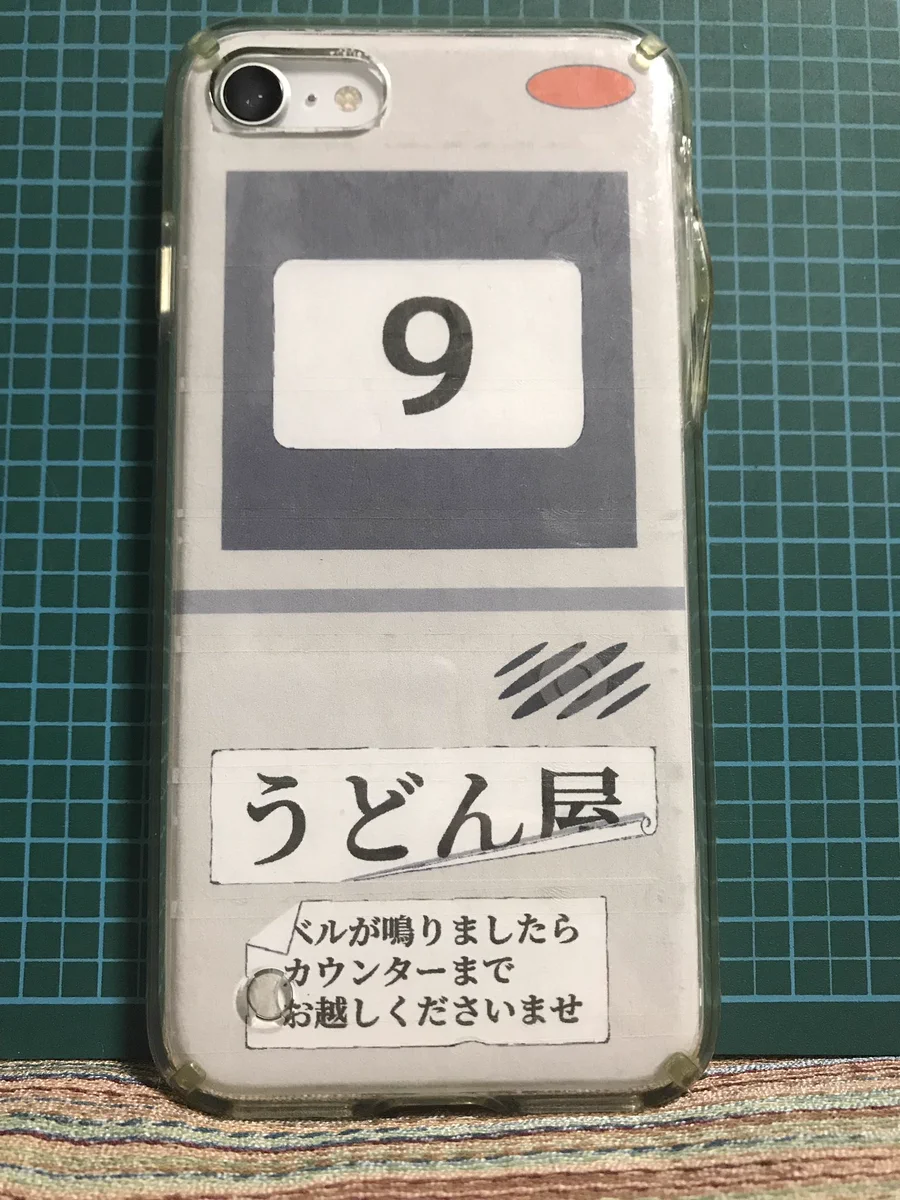 9
うどん屋
ベルが鳴りましたら
カウンターまで
お越しくださいませ